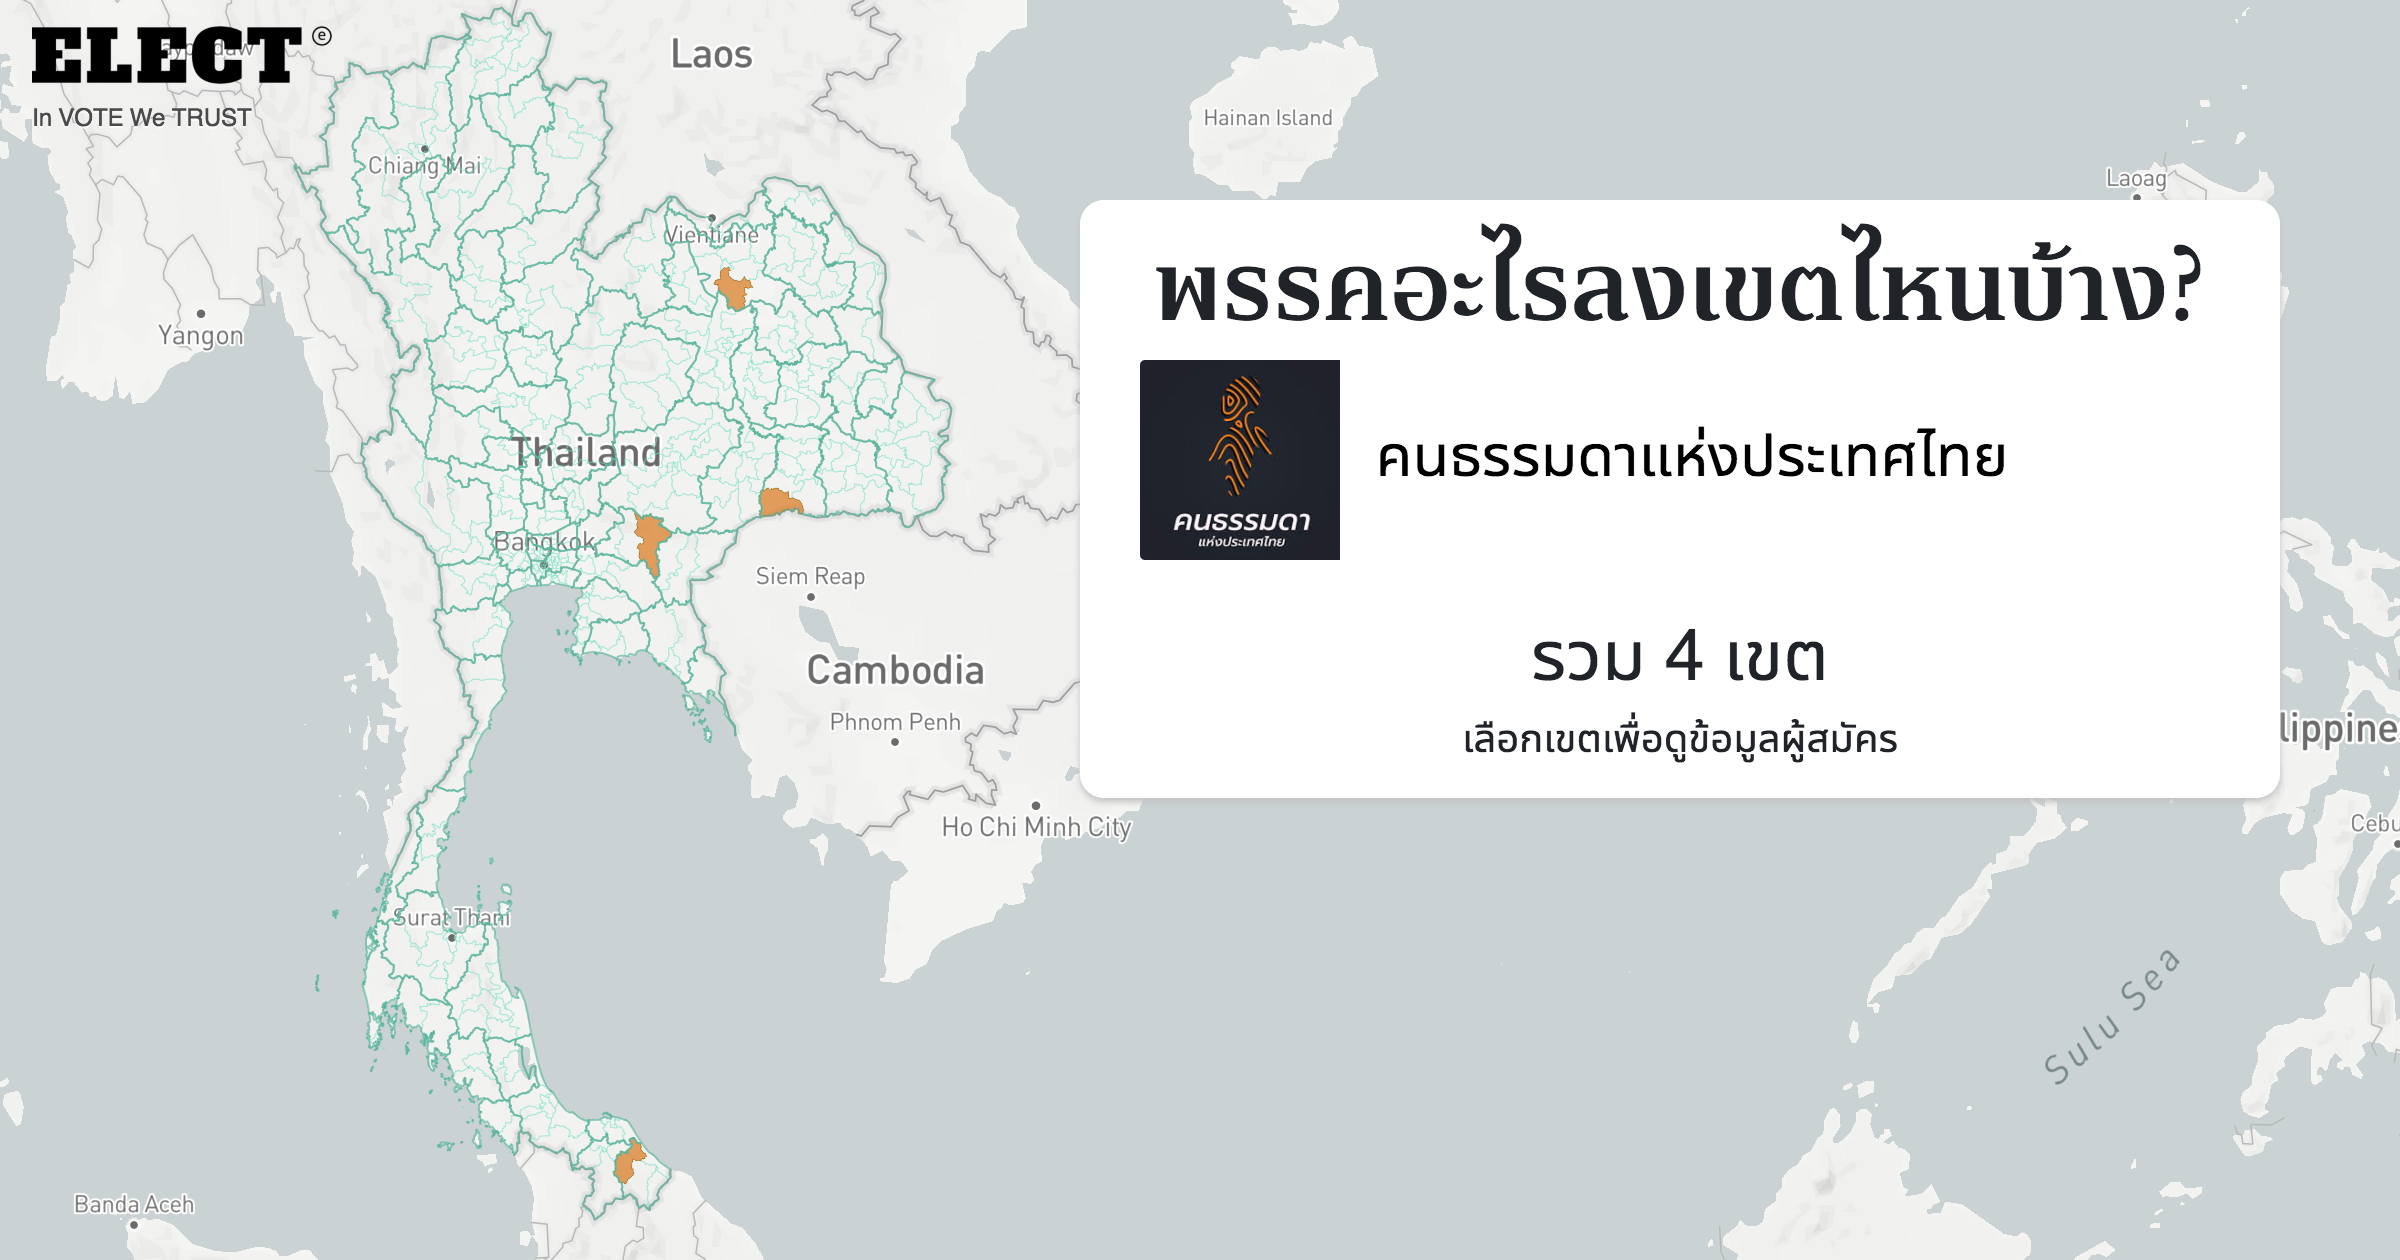 ELECT ⓔ
In VOTE We TRUST
Laos
Hainan Island
Chiang Mai
Laoag
Vientiane
Yangon
Thailand
Bangkok
Siem Reap
Cambodia
Phnom Penh
Ho Chi Minh City
Surat Thani
Banda Aceh
พรรคอะไรลงเขตไหนบ้าง?
คนธรรมดา
แห่งประเทศไทย
คนธรรมดาแห่งประเทศไทย
รวม 4 เขต
เลือกเขตเพื่อดูข้อมูลผู้สมัคร
lippine
Cebu
Sulu Sea